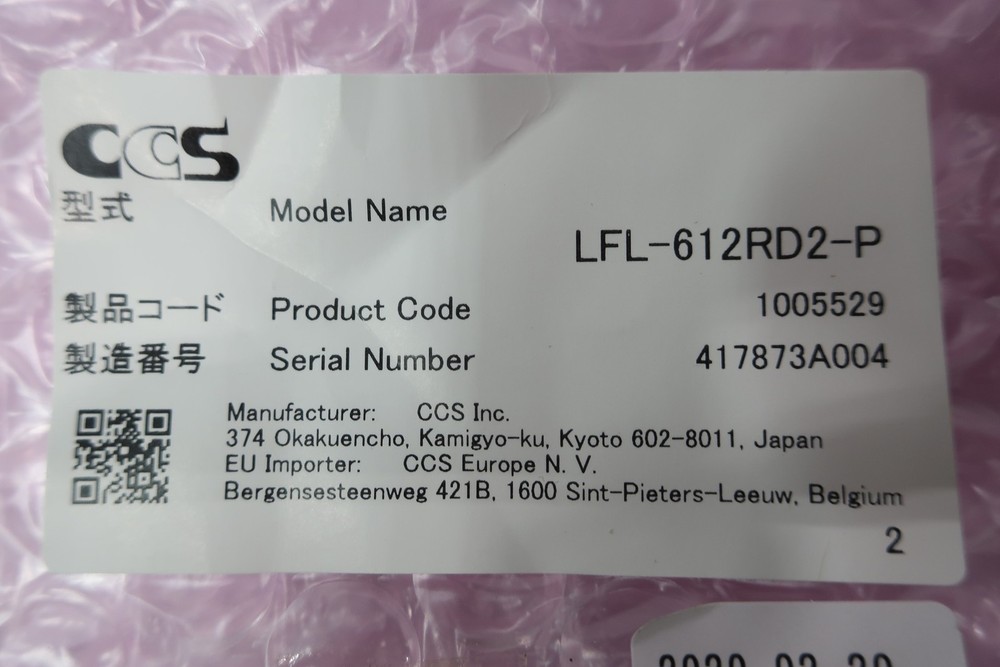 CCS
型式 Model Name
LFL-612RD2-P
製品コード Product Code 1005529
製造番号 Serial Number 417873A004
Manufacturer: CCS Inc.
374 Okakuencho, Kamigyo-ku, Kyoto 602-8011, Japan
EU Importer: CCS Europe N. V.
Bergensesteenweg 421B, 1600 Sint-Pieters-Leeuw, Belgium
2